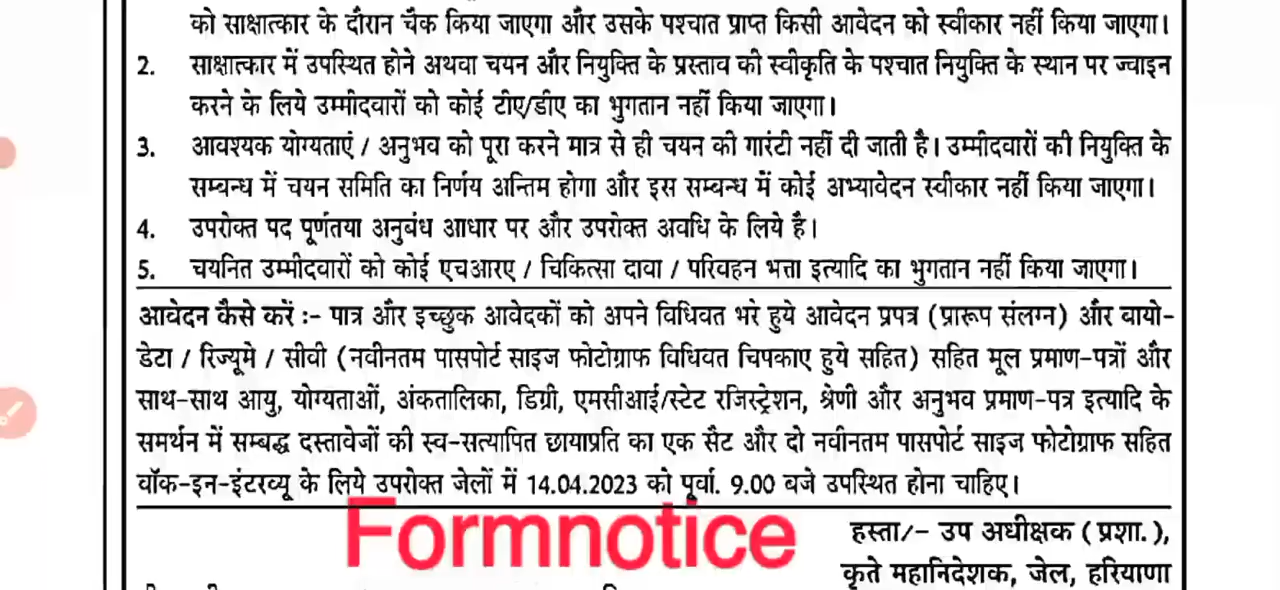 को साक्षात्कार के दौरान चैक किया जाएगा और उसके पश्चात प्राप्त किसी आवेदन को स्वीकार नहीं किया जाएगा।
2. साक्षात्कार में उपस्थित होने अथवा चयन और नियुक्ति के प्रस्ताव की स्वीकृति के पश्चात नियुक्ति के स्थान पर ज्वाइन
करने के लिये उम्मीदवारों को कोई टीए/डीए का भुगतान नहीं किया जाएगा।
3. आवश्यक योग्यताएं / अनुभव को पूरा करने मात्र से ही चयन की गारंटी नहीं दी जाती है। उम्मीदवारों की नियुक्ति के
सम्बन्ध में चयन समिति का निर्णय अन्तिम होगा और इस सम्बन्ध में कोई अभ्यावेदन स्वीकार नहीं किया जाएगा।
4. उपरोक्त पद पूर्णतया अनुबंध आधार पर और उपरोक्त अवधि के लिये है।
5. चयनित उम्मीदवारों को कोई एचआरए / चिकित्सा दावा / परिवहन भत्ता इत्यादि का भुगतान नहीं किया जाएगा।
आवेदन कैसे करें :- पात्र और इच्छुक आवेदकों को अपने विधिवत भरे हुये आवेदन प्रपत्र (प्रारूप संलग्न) और बायो-
डेटा / रिज्यूमे / सीवी (नवीनतम पासपोर्ट साइज फोटोग्राफ विधिवत चिपकाए हुये सहित) सहित मूल प्रमाण-पत्रों और
साथ-साथ आयु, योग्यताओं, अंकतालिका, डिग्री, एमसीआई/स्टेट रजिस्ट्रेशन, श्रेणी और अनुभव प्रमाण-पत्र इत्यादि के
समर्थन में सम्बद्ध दस्तावेजों की स्व-सत्यापित छायाप्रति का एक सैट और दो नवीनतम पासपोर्ट साइज फोटोग्राफ सहित
वॉक-इन-इंटरव्यू के लिये उपरोक्त जेलों में 14.04.2023 को पूर्वा. 9.00 बजे उपस्थित होना चाहिए।
Formnotice
हस्ता/- उप अधीक्षक (प्रशा.),
कृते महानिदेशक, जेल, हरियाणा